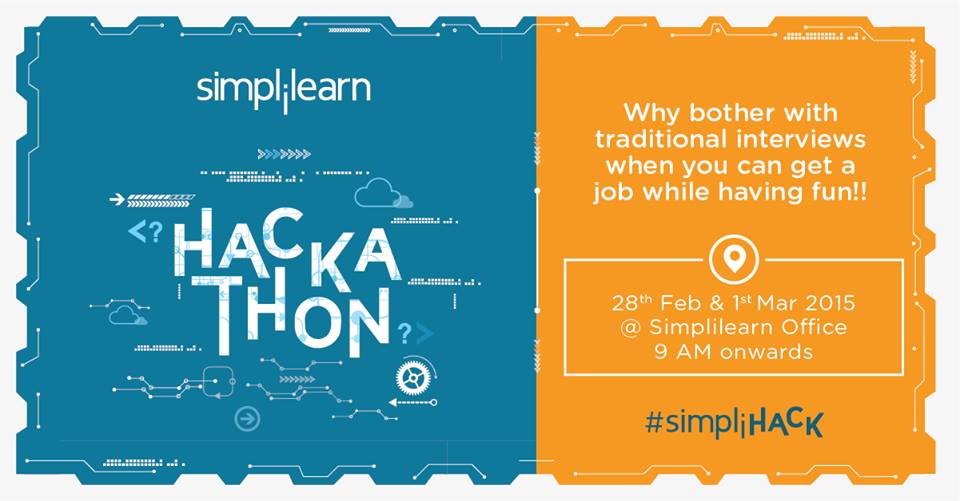 simplilearn
<?
HACKA
THON
?>
Why bother with
traditional interviews
when you can get a
job while having fun!!
28th Feb & 1st Mar 2015
@ Simplilearn Office
9 AM onwards
#simpliHACK